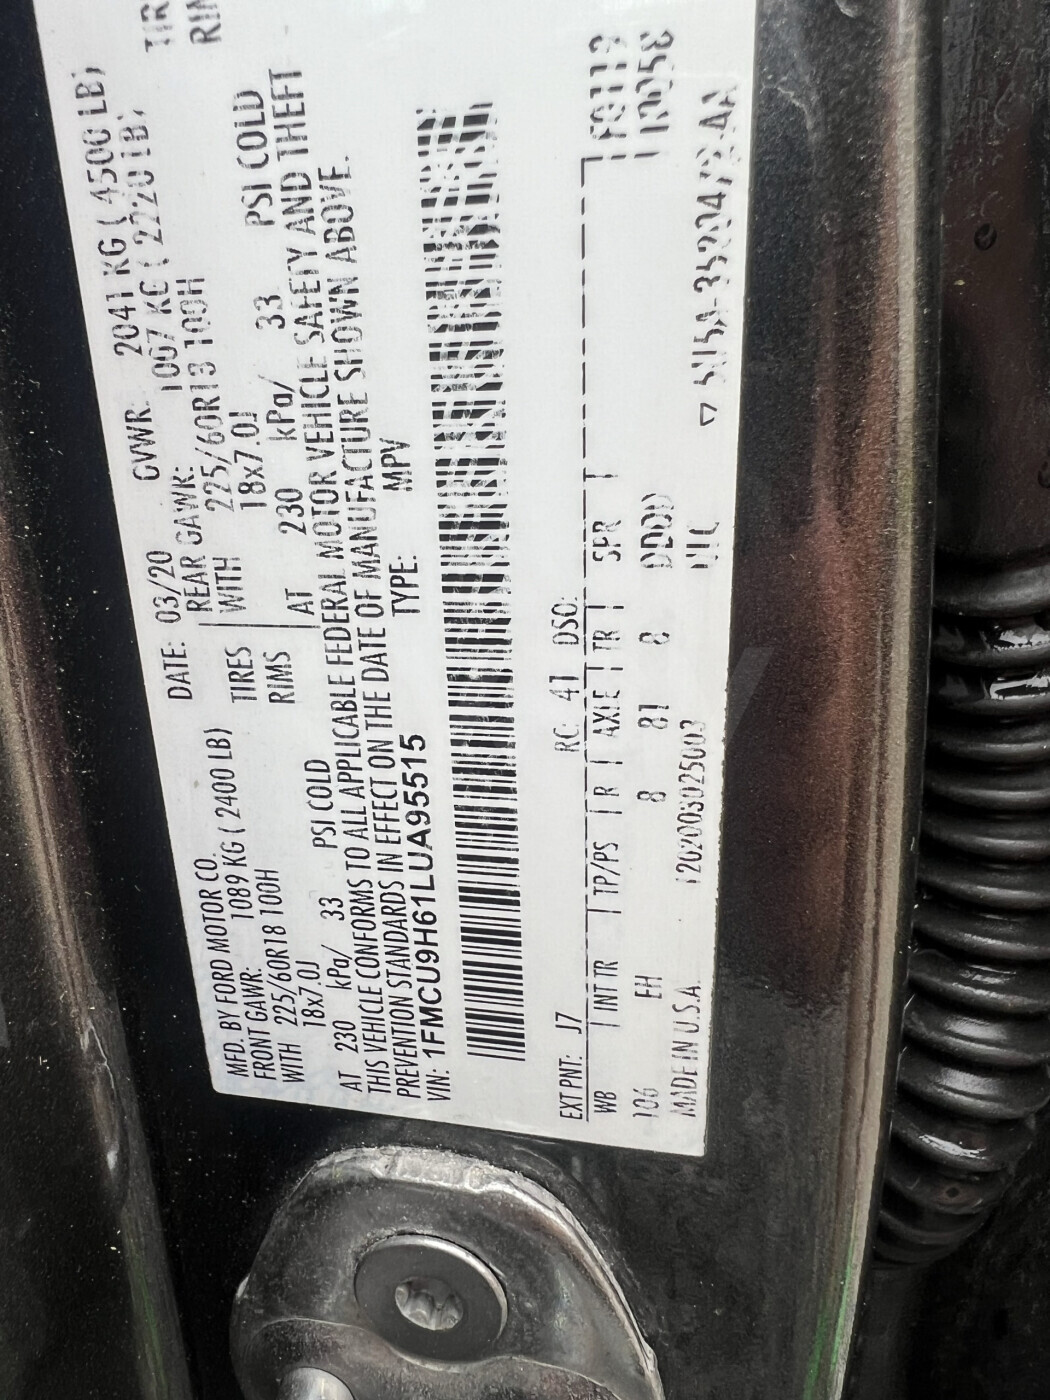 MFD. BY FORD MOTOR CO.
DATE: 03/20
GVWR: 2041 KG ( 4500 LB)
FRONT GAWR: 1089 KG ( 2400 LB)
REAR GAWR: 1007 KG ( 2220 LB)
WITH 225/60R18 100H TIRES
WITH 225/60R18 100H TIR
18x7.0J RIMS
18x7.0J RIM
AT 230 kPa/ 33 PSI COLD
AT 230 kPa/ 33 PSI COLD
THIS VEHICLE CONFORMS TO ALL APPLICABLE FEDERAL MOTOR VEHICLE SAFETY AND THEFT
PREVENTION STANDARDS IN EFFECT ON THE DATE OF MANUFACTURE SHOWN ABOVE.
VIN: 1FMCU9H61LUA95515 TYPE: MPV
EXT PNT: J7 RC: 41 DSO:
WB INT TR TP/PS R AXLE TR SPR
106 EH 8 81 8 DDDD
MADE IN U.S.A. 1202003025003